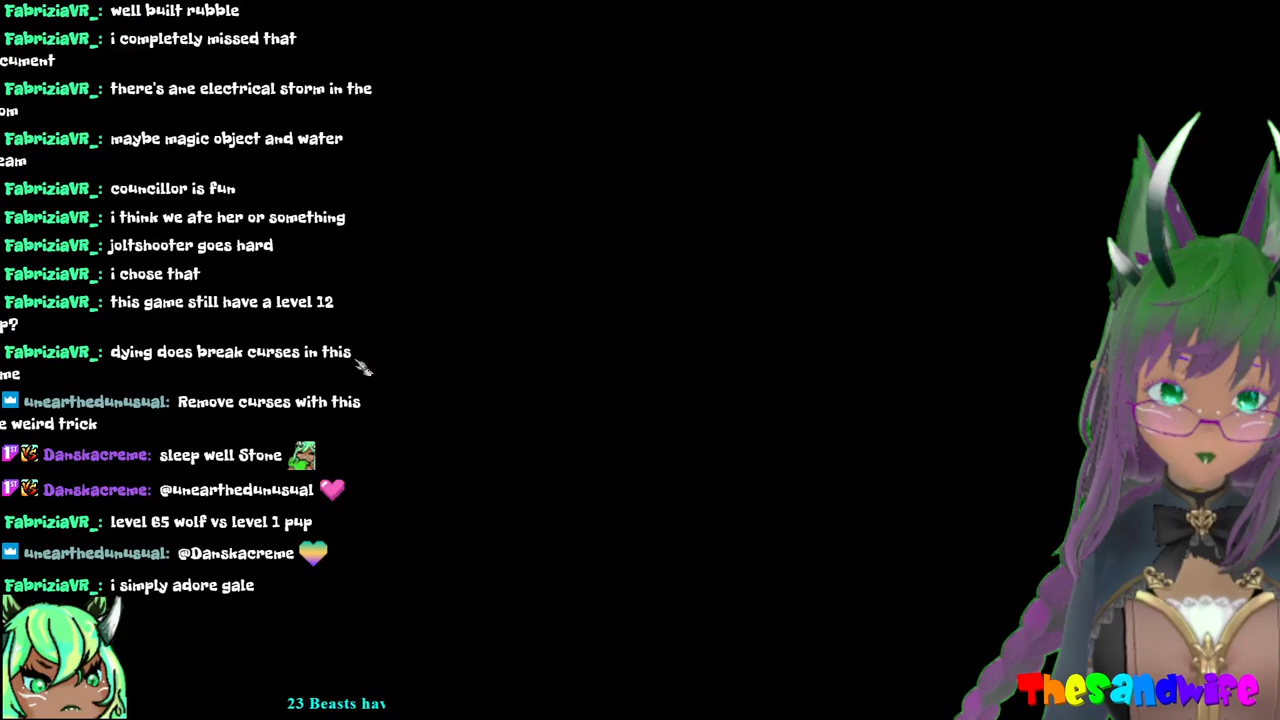 FabriziaVR_: well built rubble
FabriziaVR_: i completely missed that
cument
FabriziaVR_: there's ane electrical storm in the
om
FabriziaVR_: maybe magic object and water
eam
FabriziaVR_: councillor is fun
FabriziaVR_: i think we ate her or something
FabriziaVR_: joltshooter goes hard
FabriziaVR_: i chose that
FabriziaVR_: this game still have a level 12
p?
FabriziaVR_: dying does break curses in this
me
unearthedunusual: Remove curses with this
e weird trick
1ST Danskacreme: sleep well Stone
1ST Danskacreme: @unearthedunusual
FabriziaVR_: level 65 wolf vs level 1 pup
unearthedunusual: @Danskacreme
FabriziaVR_: i simply adore gale
Thesandwife
23 Beasts hav